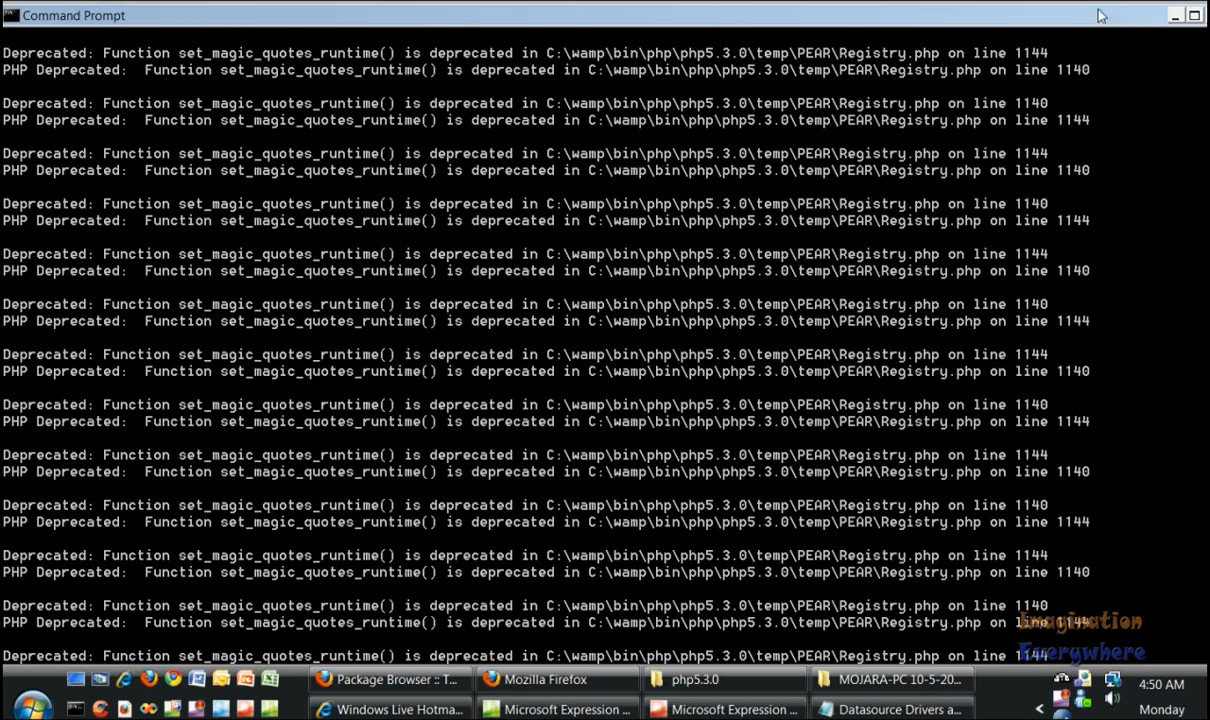 Command Prompt
Deprecated: Function set_magic_quotes_runtime() is deprecated in C:\wamp\bin\php\php5.3.0\temp\PEAR\Registry.php on line 1144
PHP Deprecated:  Function set_magic_quotes_runtime() is deprecated in C:\wamp\bin\php\php5.3.0\temp\PEAR\Registry.php on line 1140
Deprecated: Function set_magic_quotes_runtime() is deprecated in C:\wamp\bin\php\php5.3.0\temp\PEAR\Registry.php on line 1140
PHP Deprecated:  Function set_magic_quotes_runtime() is deprecated in C:\wamp\bin\php\php5.3.0\temp\PEAR\Registry.php on line 1144
Deprecated: Function set_magic_quotes_runtime() is deprecated in C:\wamp\bin\php\php5.3.0\temp\PEAR\Registry.php on line 1144
PHP Deprecated:  Function set_magic_quotes_runtime() is deprecated in C:\wamp\bin\php\php5.3.0\temp\PEAR\Registry.php on line 1140
Deprecated: Function set_magic_quotes_runtime() is deprecated in C:\wamp\bin\php\php5.3.0\temp\PEAR\Registry.php on line 1140
PHP Deprecated:  Function set_magic_quotes_runtime() is deprecated in C:\wamp\bin\php\php5.3.0\temp\PEAR\Registry.php on line 1144
Deprecated: Function set_magic_quotes_runtime() is deprecated in C:\wamp\bin\php\php5.3.0\temp\PEAR\Registry.php on line 1144
PHP Deprecated:  Function set_magic_quotes_runtime() is deprecated in C:\wamp\bin\php\php5.3.0\temp\PEAR\Registry.php on line 1140
Deprecated: Function set_magic_quotes_runtime() is deprecated in C:\wamp\bin\php\php5.3.0\temp\PEAR\Registry.php on line 1140
PHP Deprecated:  Function set_magic_quotes_runtime() is deprecated in C:\wamp\bin\php\php5.3.0\temp\PEAR\Registry.php on line 1144
Deprecated: Function set_magic_quotes_runtime() is deprecated in C:\wamp\bin\php\php5.3.0\temp\PEAR\Registry.php on line 1144
PHP Deprecated:  Function set_magic_quotes_runtime() is deprecated in C:\wamp\bin\php\php5.3.0\temp\PEAR\Registry.php on line 1140
Deprecated: Function set_magic_quotes_runtime() is deprecated in C:\wamp\bin\php\php5.3.0\temp\PEAR\Registry.php on line 1140
PHP Deprecated:  Function set_magic_quotes_runtime() is deprecated in C:\wamp\bin\php\php5.3.0\temp\PEAR\Registry.php on line 1144
Deprecated: Function set_magic_quotes_runtime() is deprecated in C:\wamp\bin\php\php5.3.0\temp\PEAR\Registry.php on line 1144
PHP Deprecated:  Function set_magic_quotes_runtime() is deprecated in C:\wamp\bin\php\php5.3.0\temp\PEAR\Registry.php on line 1140
Deprecated: Function set_magic_quotes_runtime() is deprecated in C:\wamp\bin\php\php5.3.0\temp\PEAR\Registry.php on line 1140
PHP Deprecated:  Function set_magic_quotes_runtime() is deprecated in C:\wamp\bin\php\php5.3.0\temp\PEAR\Registry.php on line 1144
Deprecated: Function set_magic_quotes_runtime() is deprecated in C:\wamp\bin\php\php5.3.0\temp\PEAR\Registry.php on line 1144
PHP Deprecated:  Function set_magic_quotes_runtime() is deprecated in C:\wamp\bin\php\php5.3.0\temp\PEAR\Registry.php on line 1140
Deprecated: Function set_magic_quotes_runtime() is deprecated in C:\wamp\bin\php\php5.3.0\temp\PEAR\Registry.php on line 1140
PHP Deprecated:  Function set_magic_quotes_runtime() is deprecated in C:\wamp\bin\php\php5.3.0\temp\PEAR\Registry.php on line 1144
Deprecated: Function set_magic_quotes_runtime() is deprecated in C:\wamp\bin\php\php5.3.0\temp\PEAR\Registry.php on line 1144
Imagination
Everywhere
Package Browser :: T...
Mozilla Firefox
php5.3.0
MOJARA-PC 10-5-20...
4:50 AM
Windows Live Hotma...
Microsoft Expression ...
Microsoft Expression ...
Datasource Drivers a...
Monday